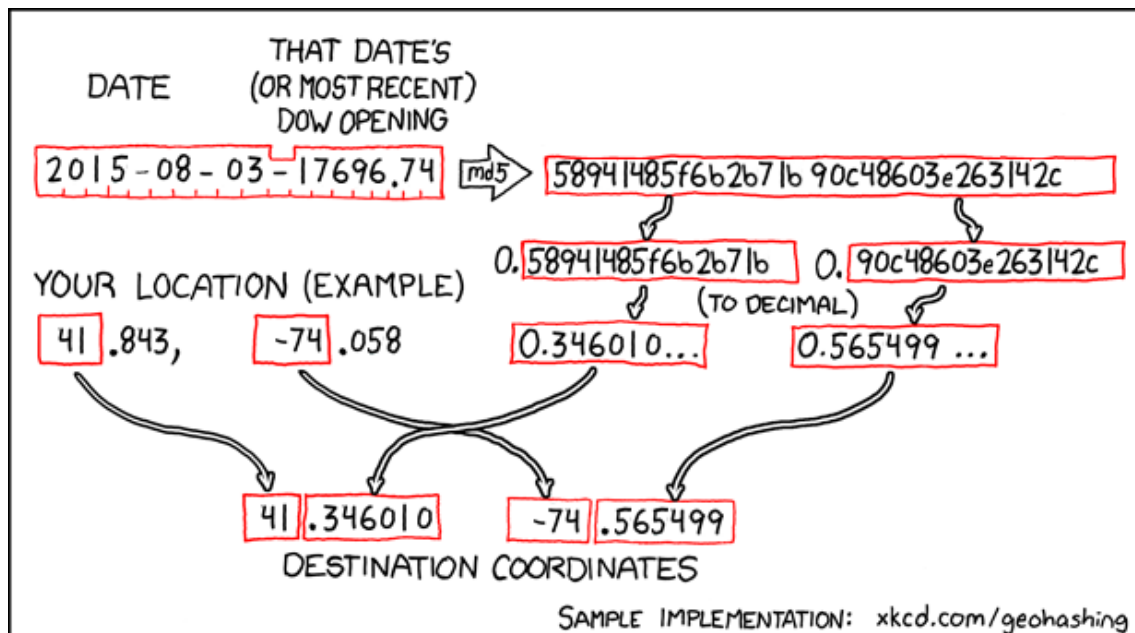 DATE
THAT DATE'S
(OR MOST RECENT)
DOW OPENING
2015-08-03-17696.74
md5
58941485f6b2b71b90c48603e263142c
0.58941485f6b2b71b
0.90c48603e263142c
(TO DECIMAL)
0.346010...
0.565499...
YOUR LOCATION (EXAMPLE)
41.843,
-74.058
41.346010
-74.565499
DESTINATION COORDINATES
SAMPLE IMPLEMENTATION: xkcd.com/geohashing